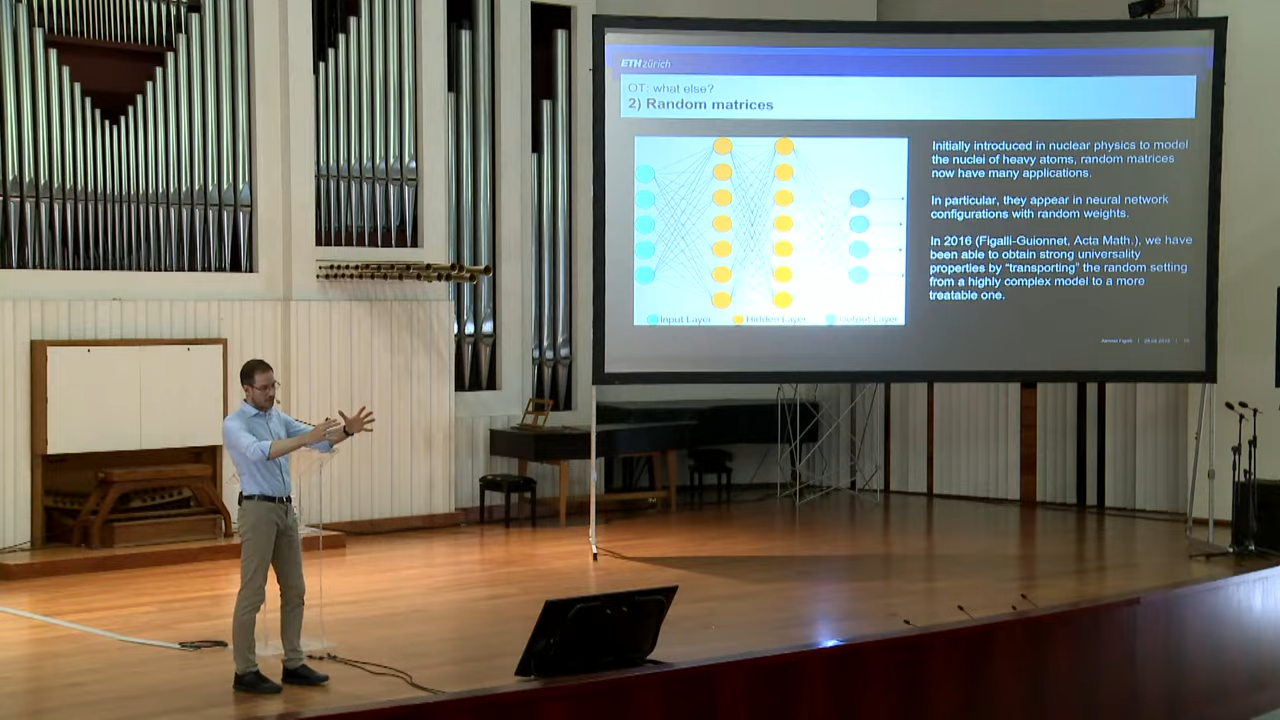 ETH zürich
OT: what else?
2) Random matrices
Initially introduced in nuclear physics to model
the nuclei of heavy atoms, random matrices
now have many applications.
In particular, they appear in neural network
configurations with random weights.
In 2016 (Figalli-Guionnet, Acta Math.), we have
been able to obtain strong universality
properties by "transporting" the random setting
from a highly complex model to a more
treatable one.
Input Layer
Hidden Layer
Output Layer